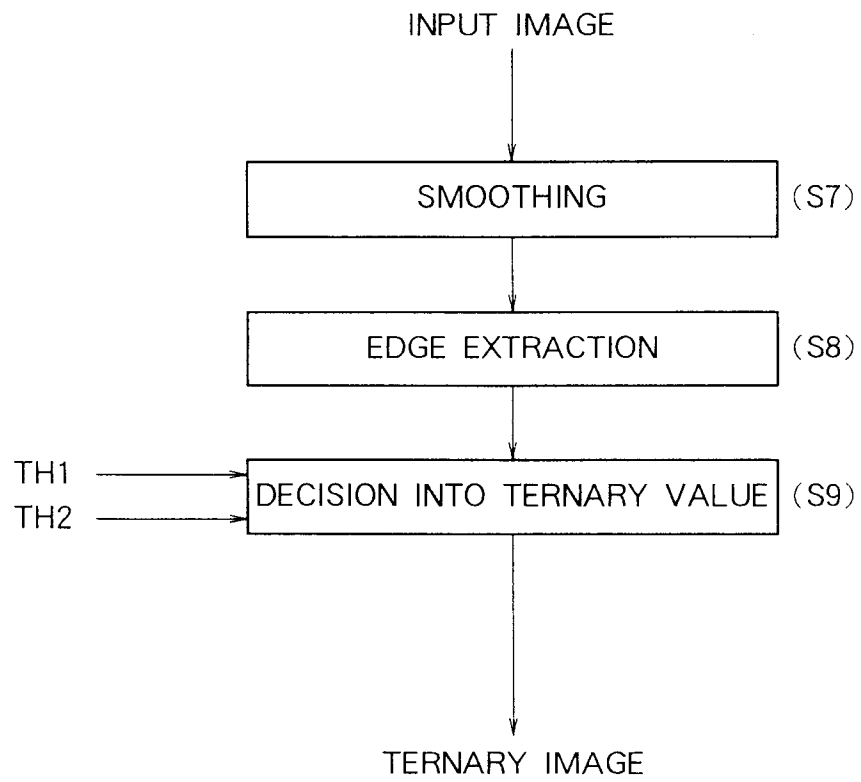 INPUT IMAGE
SMOOTHING (S7)
EDGE EXTRACTION (S8)
TH1
DECISION INTO TERNARY VALUE (S9)
TH2
TERNARY IMAGE